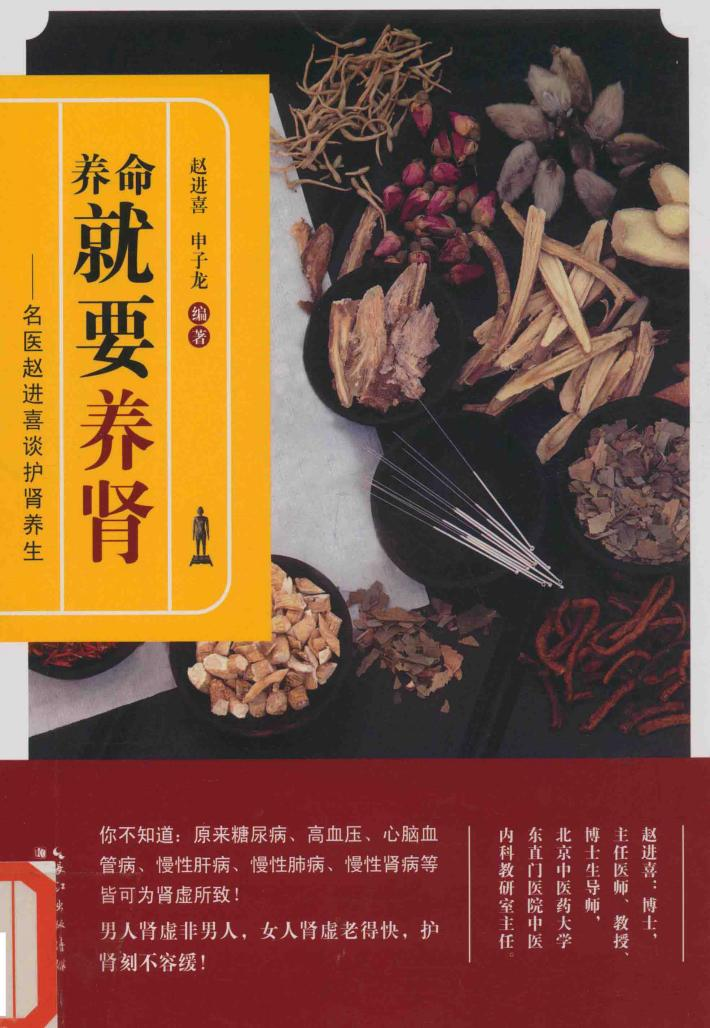 养命
就要养肾
——名医赵进喜谈护肾养生
赵进喜 申子龙 编著
你不知道：原来糖尿病、高血压、心脑血
管病、慢性肝病、慢性肺病、慢性肾病等
皆可为肾虚所致！
男人肾虚非男人，女人肾虚老得快，护
肾刻不容缓！
赵进喜：博士，
主任医师、教授、
博士生导师，
北京中医药大学
东直门医院中医
内科教研室主任。
长江出版传媒